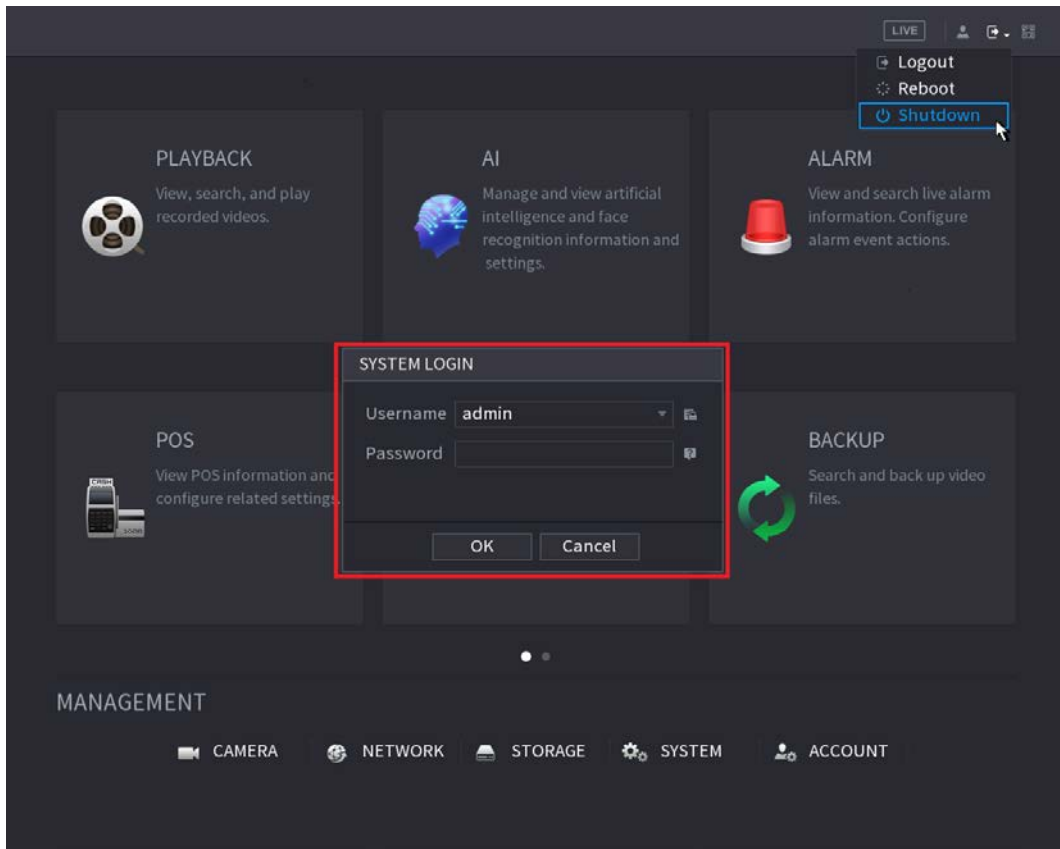 LIVE
Logout
Reboot
Shutdown
PLAYBACK
View, search, and play
recorded videos.
AI
Manage and view artificial
intelligence and face
recognition information and
settings.
ALARM
View and search live alarm
information. Configure
alarm event actions.
SYSTEM LOGIN
Username admin
Password
OK Cancel
POS
View POS information and
configure related settings.
BACKUP
Search and back up video
files.
MANAGEMENT
CAMERA NETWORK STORAGE SYSTEM ACCOUNT